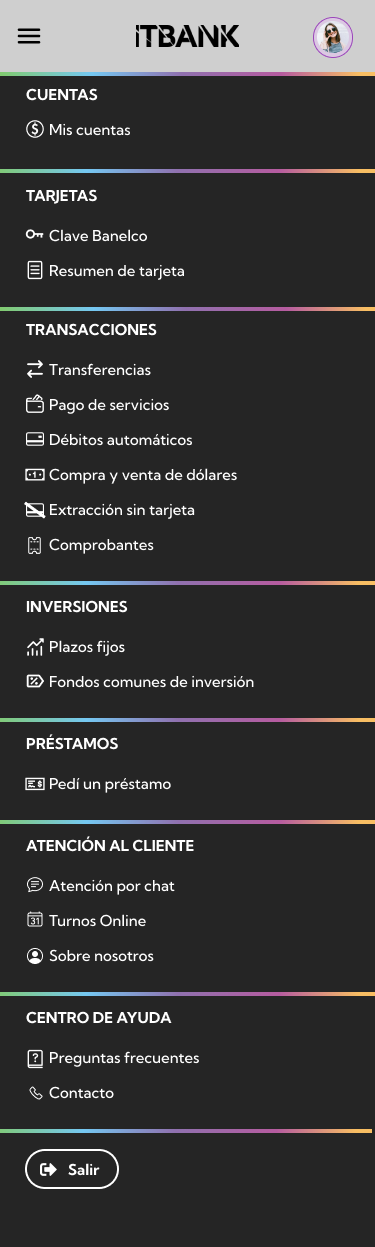 ITBANK
CUENTAS
Mis cuentas
TARJETAS
Clave Banelco
Resumen de tarjeta
TRANSACCIONES
Transferencias
Pago de servicios
Débitos automáticos
Compra y venta de dólares
Extracción sin tarjeta
Comprobantes
INVERSIONES
Plazos fijos
Fondos comunes de inversión
PRÉSTAMOS
Pedí un préstamo
ATENCIÓN AL CLIENTE
Atención por chat
31 Turnos Online
Sobre nosotros
CENTRO DE AYUDA
Preguntas frecuentes
Contacto
Salir